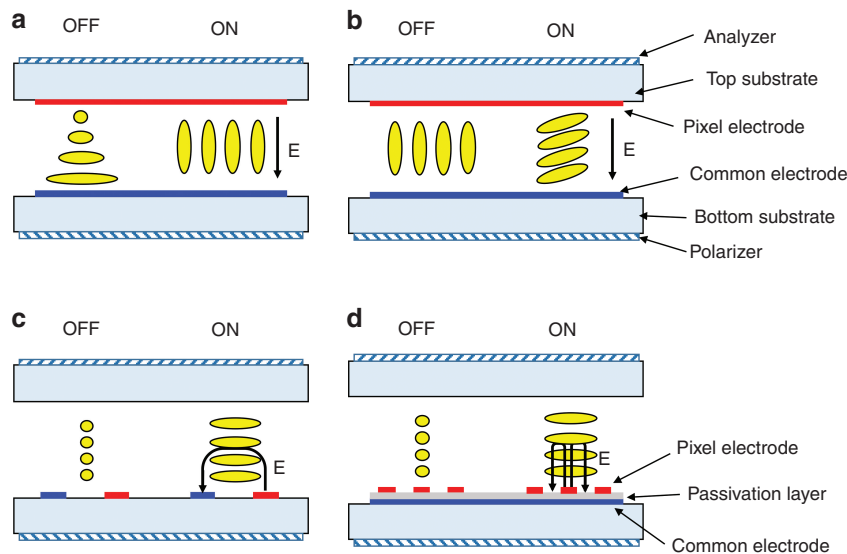 a
OFF
ON
E
b
OFF
ON
E
Analyzer
Top substrate
Pixel electrode
Common electrode
Bottom substrate
Polarizer
c
OFF
ON
E
d
OFF
ON
E
Pixel electrode
Passivation layer
Common electrode